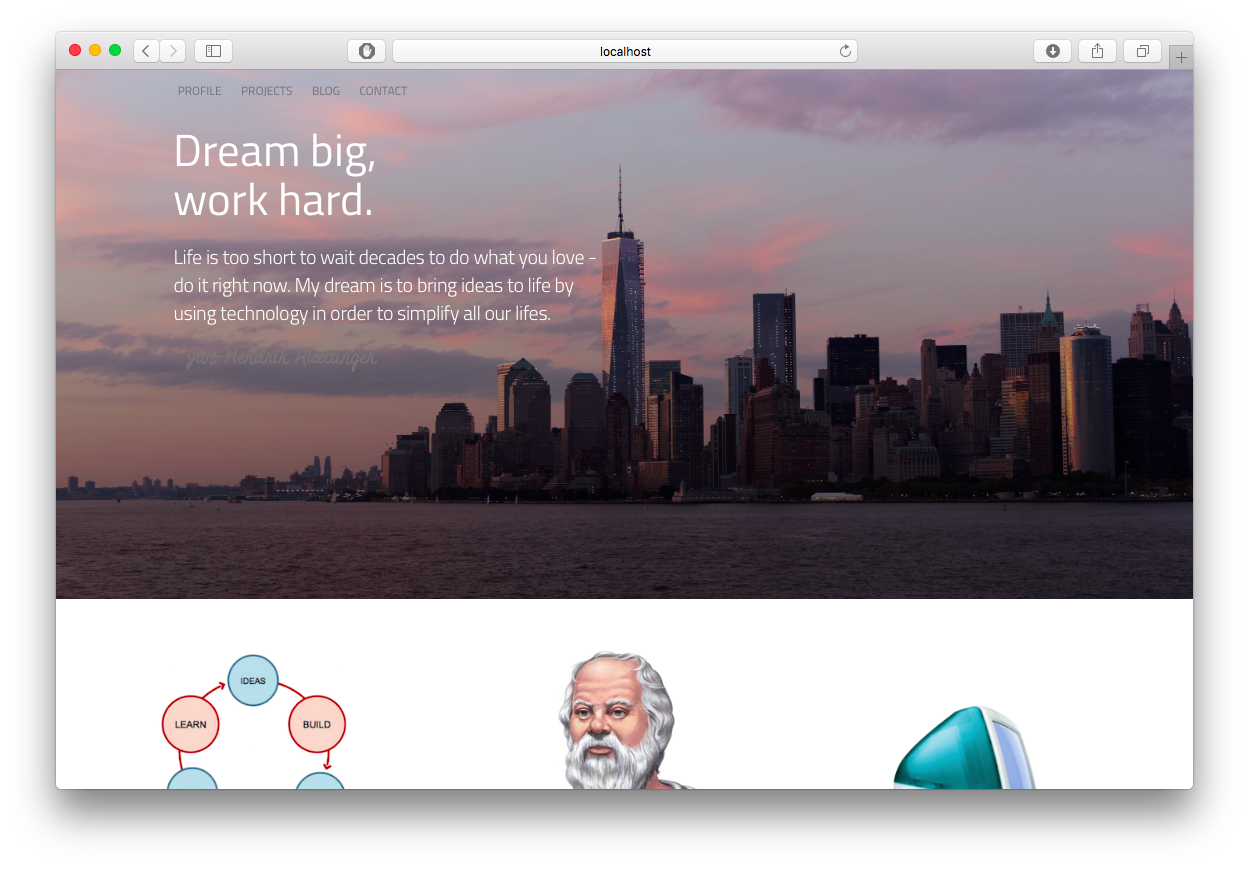 localhost
PROFILE PROJECTS BLOG CONTACT
Dream big,
work hard.
Life is too short to wait decades to do what you love -
do it right now. My dream is to bring ideas to life by
using technology in order to simplify all our lifes.
Jan-Hendrik
IDEAS
LEARN BUILD